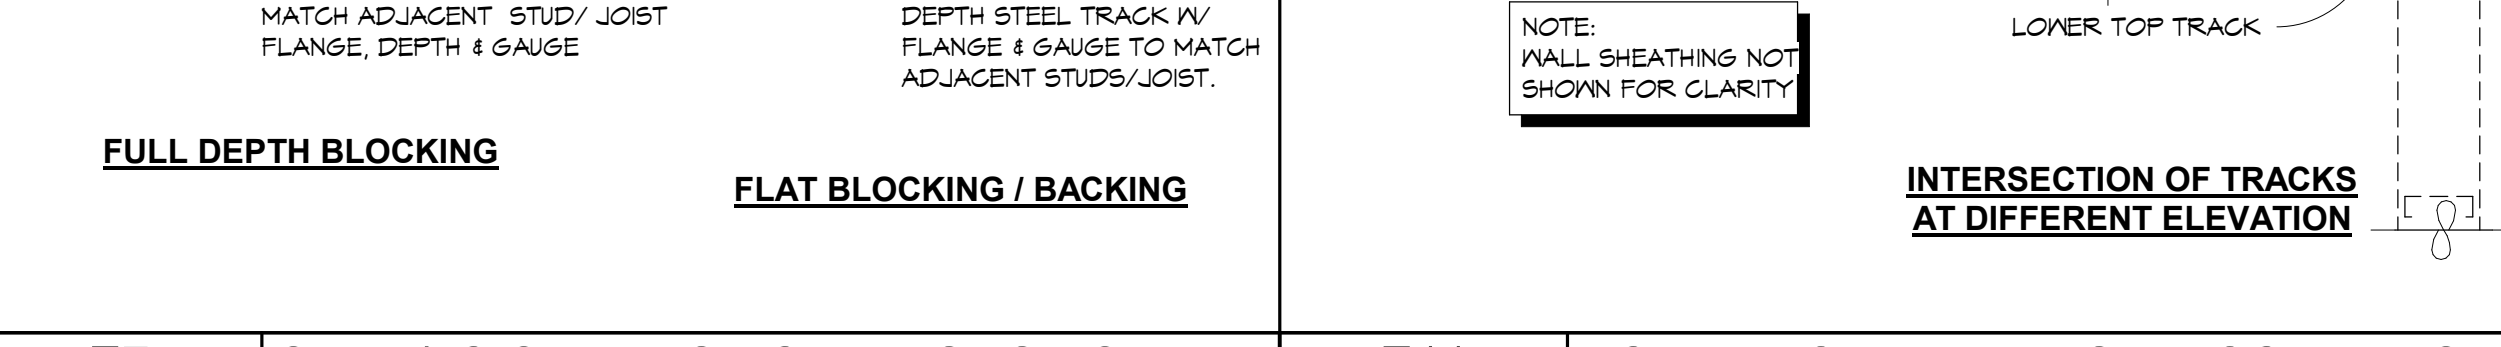 MATCH ADJACENT STUD/ JOIST
FLANGE, DEPTH & GAUGE
FULL DEPTH BLOCKING
DEPTH STEEL TRACK W/
FLANGE & GAUGE TO MATCH
ADJACENT STUDS/JOIST.
FLAT BLOCKING / BACKING
NOTE:
WALL SHEATHING NOT
SHOWN FOR CLARITY
LOWER TOP TRACK
INTERSECTION OF TRACKS
AT DIFFERENT ELEVATION